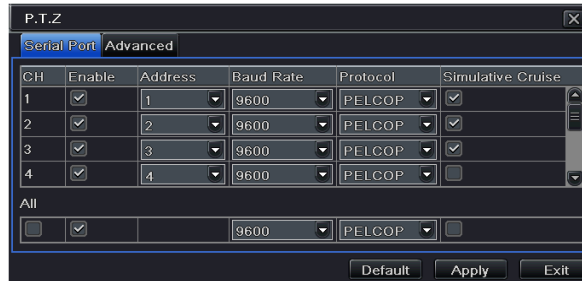 P.T.Z
Serial Port Advanced
CH Enable Address Baud Rate Protocol Simulative Cruise
1 1 9600 PELCOP
2 2 9600 PELCOP
3 3 9600 PELCOP
4 4 9600 PELCOP
All
9600 PELCOP
Default Apply Exit